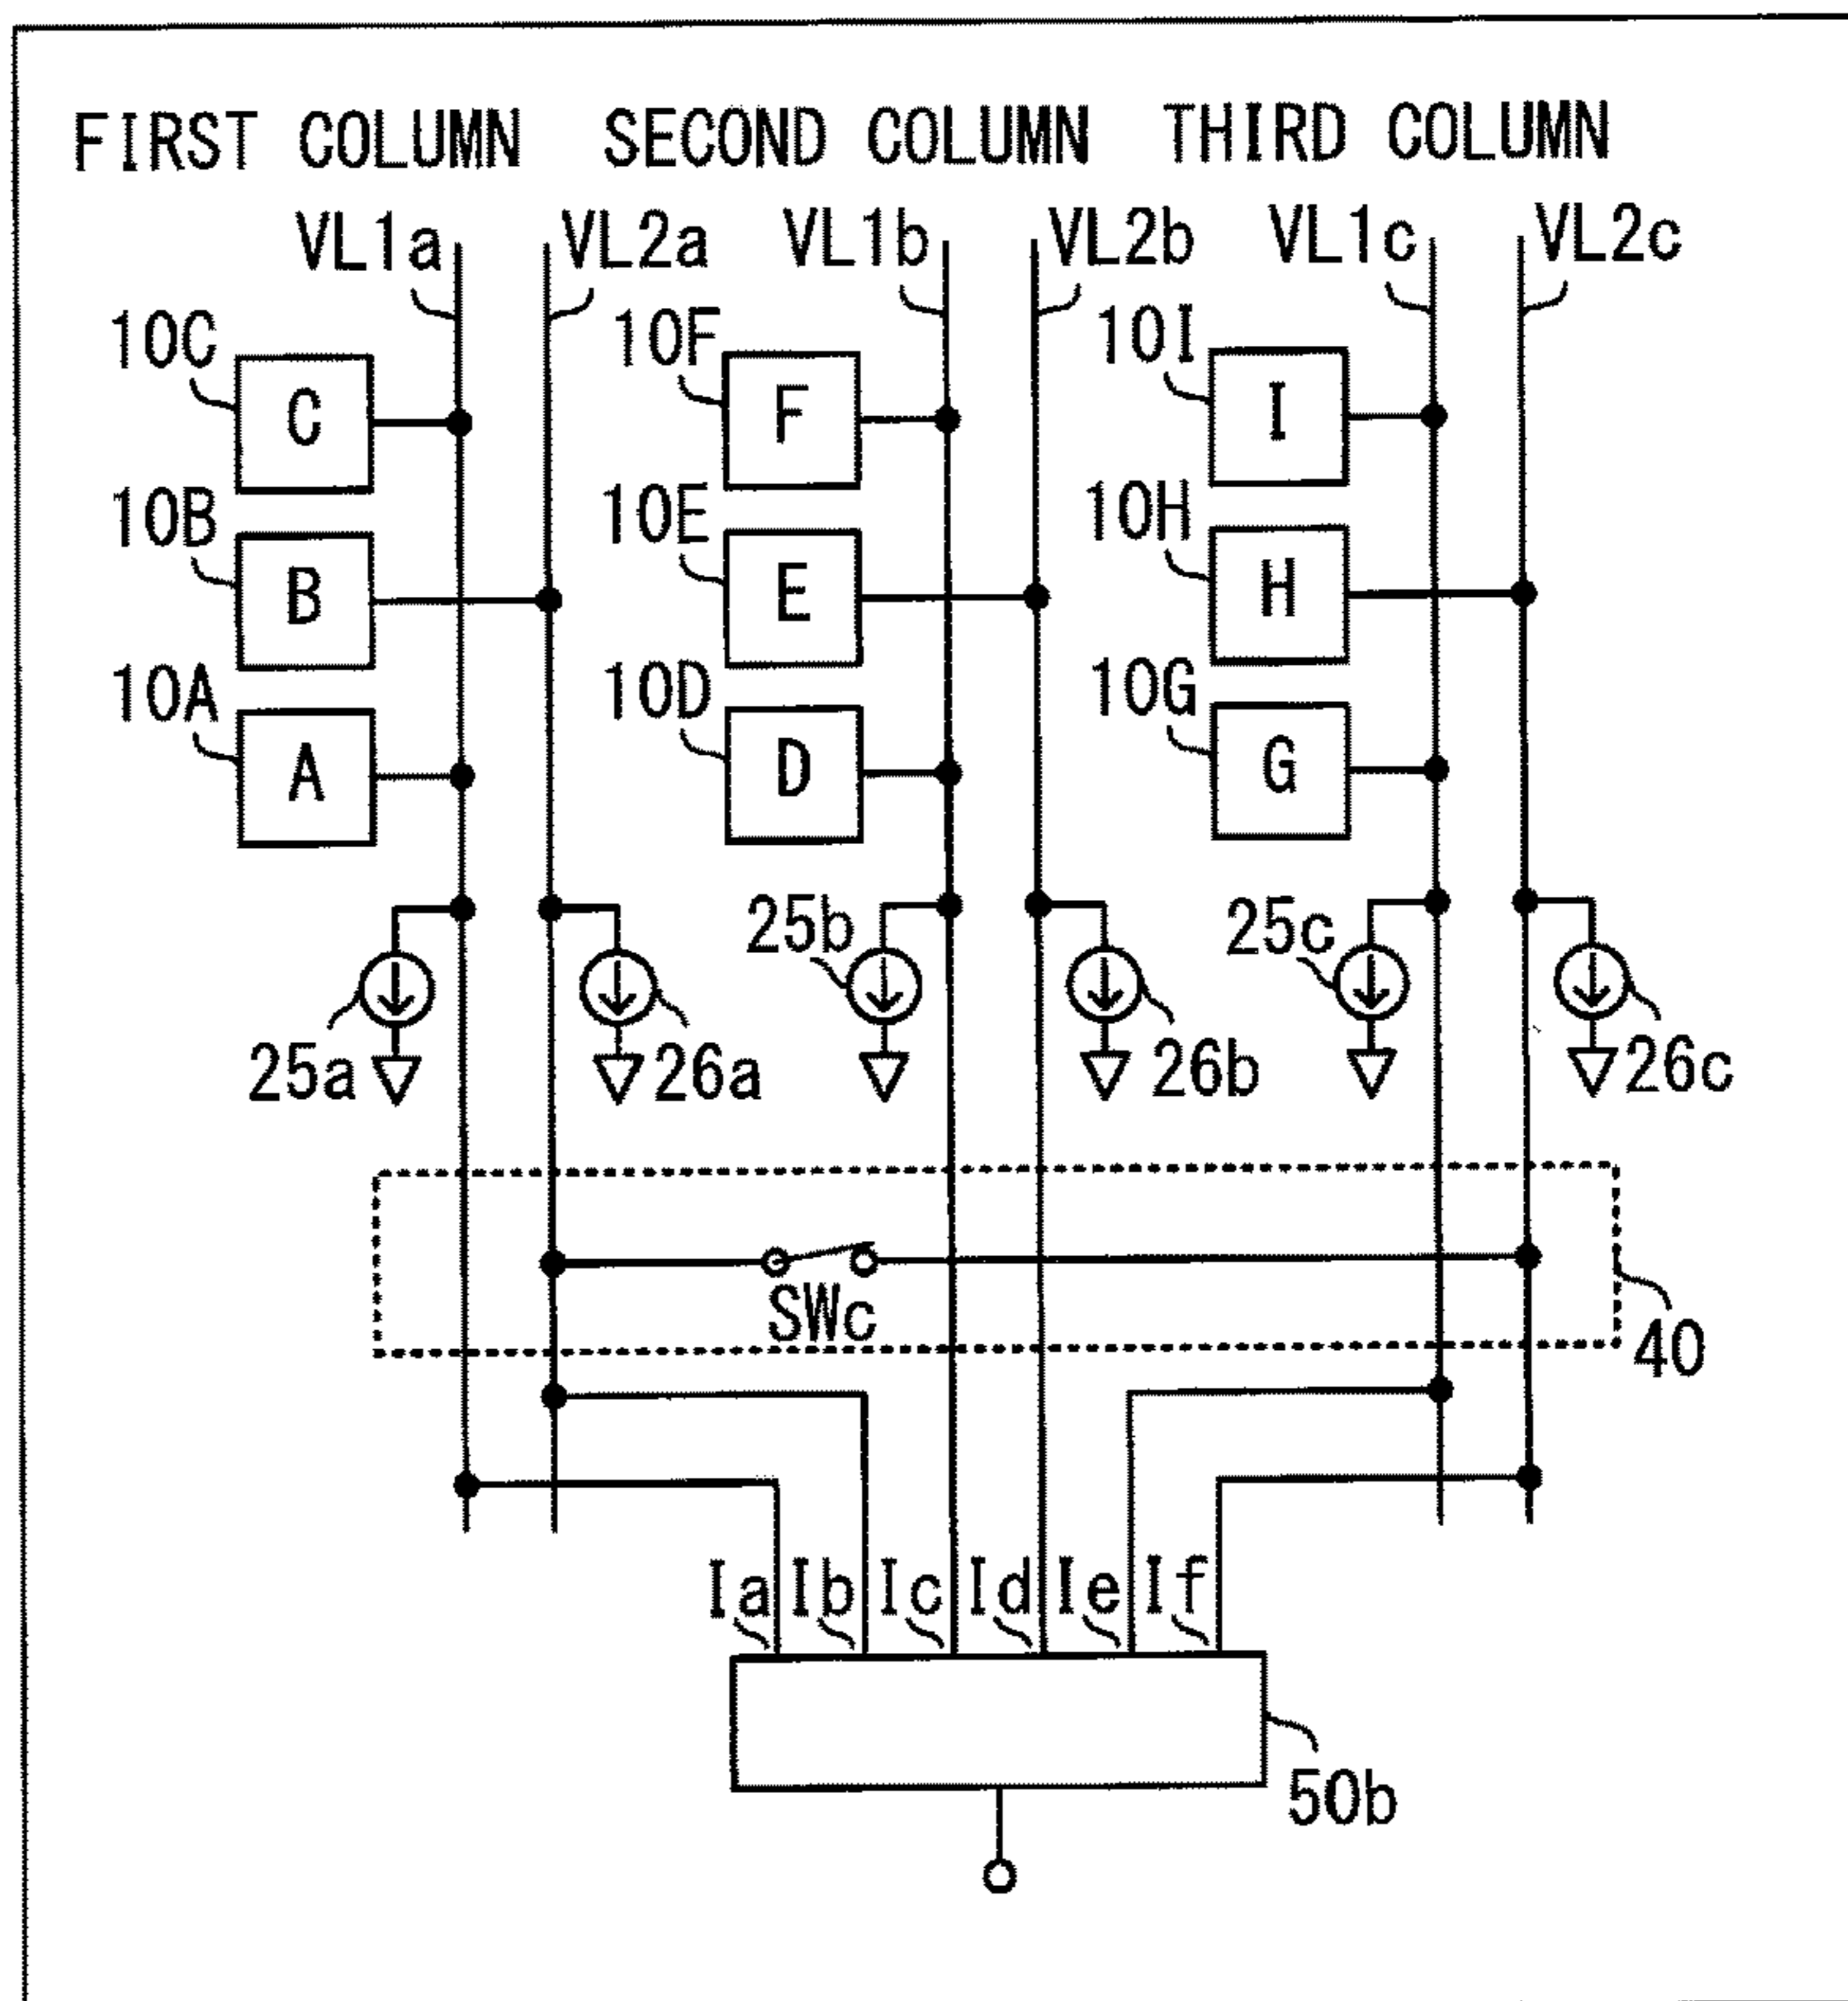 FIRST COLUMN SECOND COLUMN THIRD COLUMN
VL1a VL2a VL1b VL2b VL1c VL2c
10C C 10F F 10I I
10B B 10E E 10H H
10A A 10D D 10G G
25b 25c
25a 26a 26b 26c
SWc
40
Ia Ib Ic Id Ie If
50b